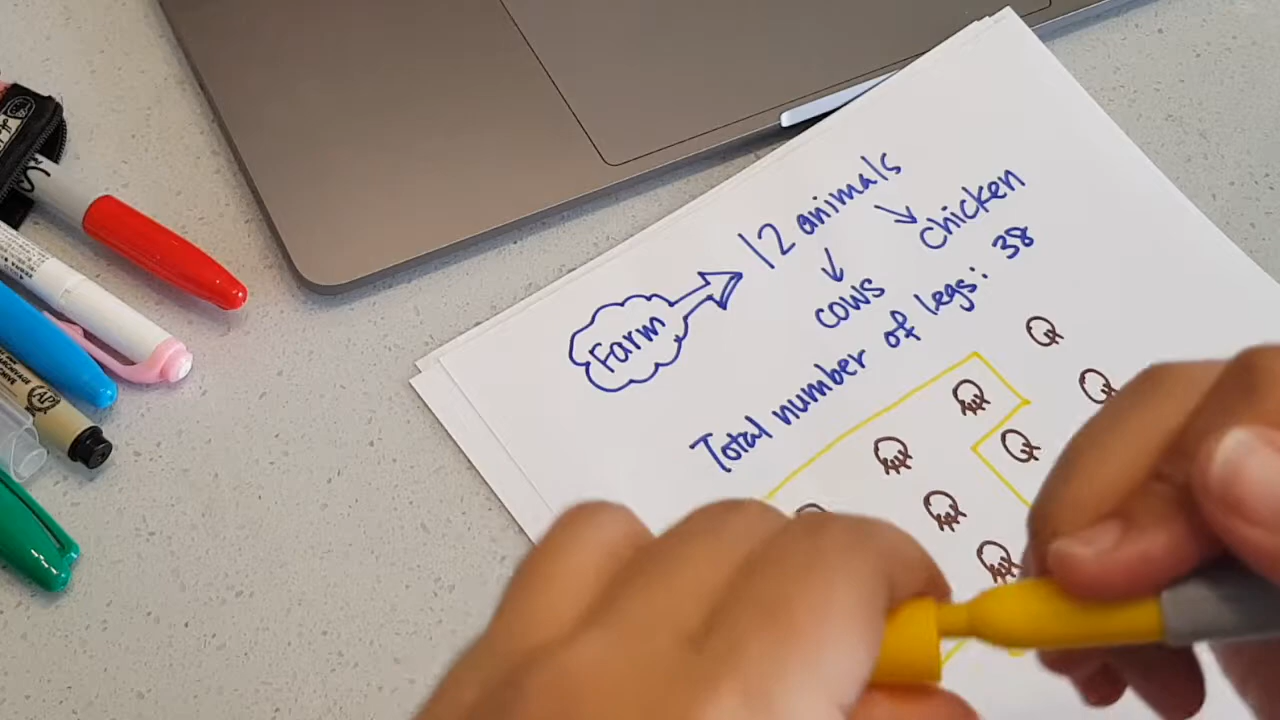 12 animals
Farm
cows
chicken
Total number of legs: 38